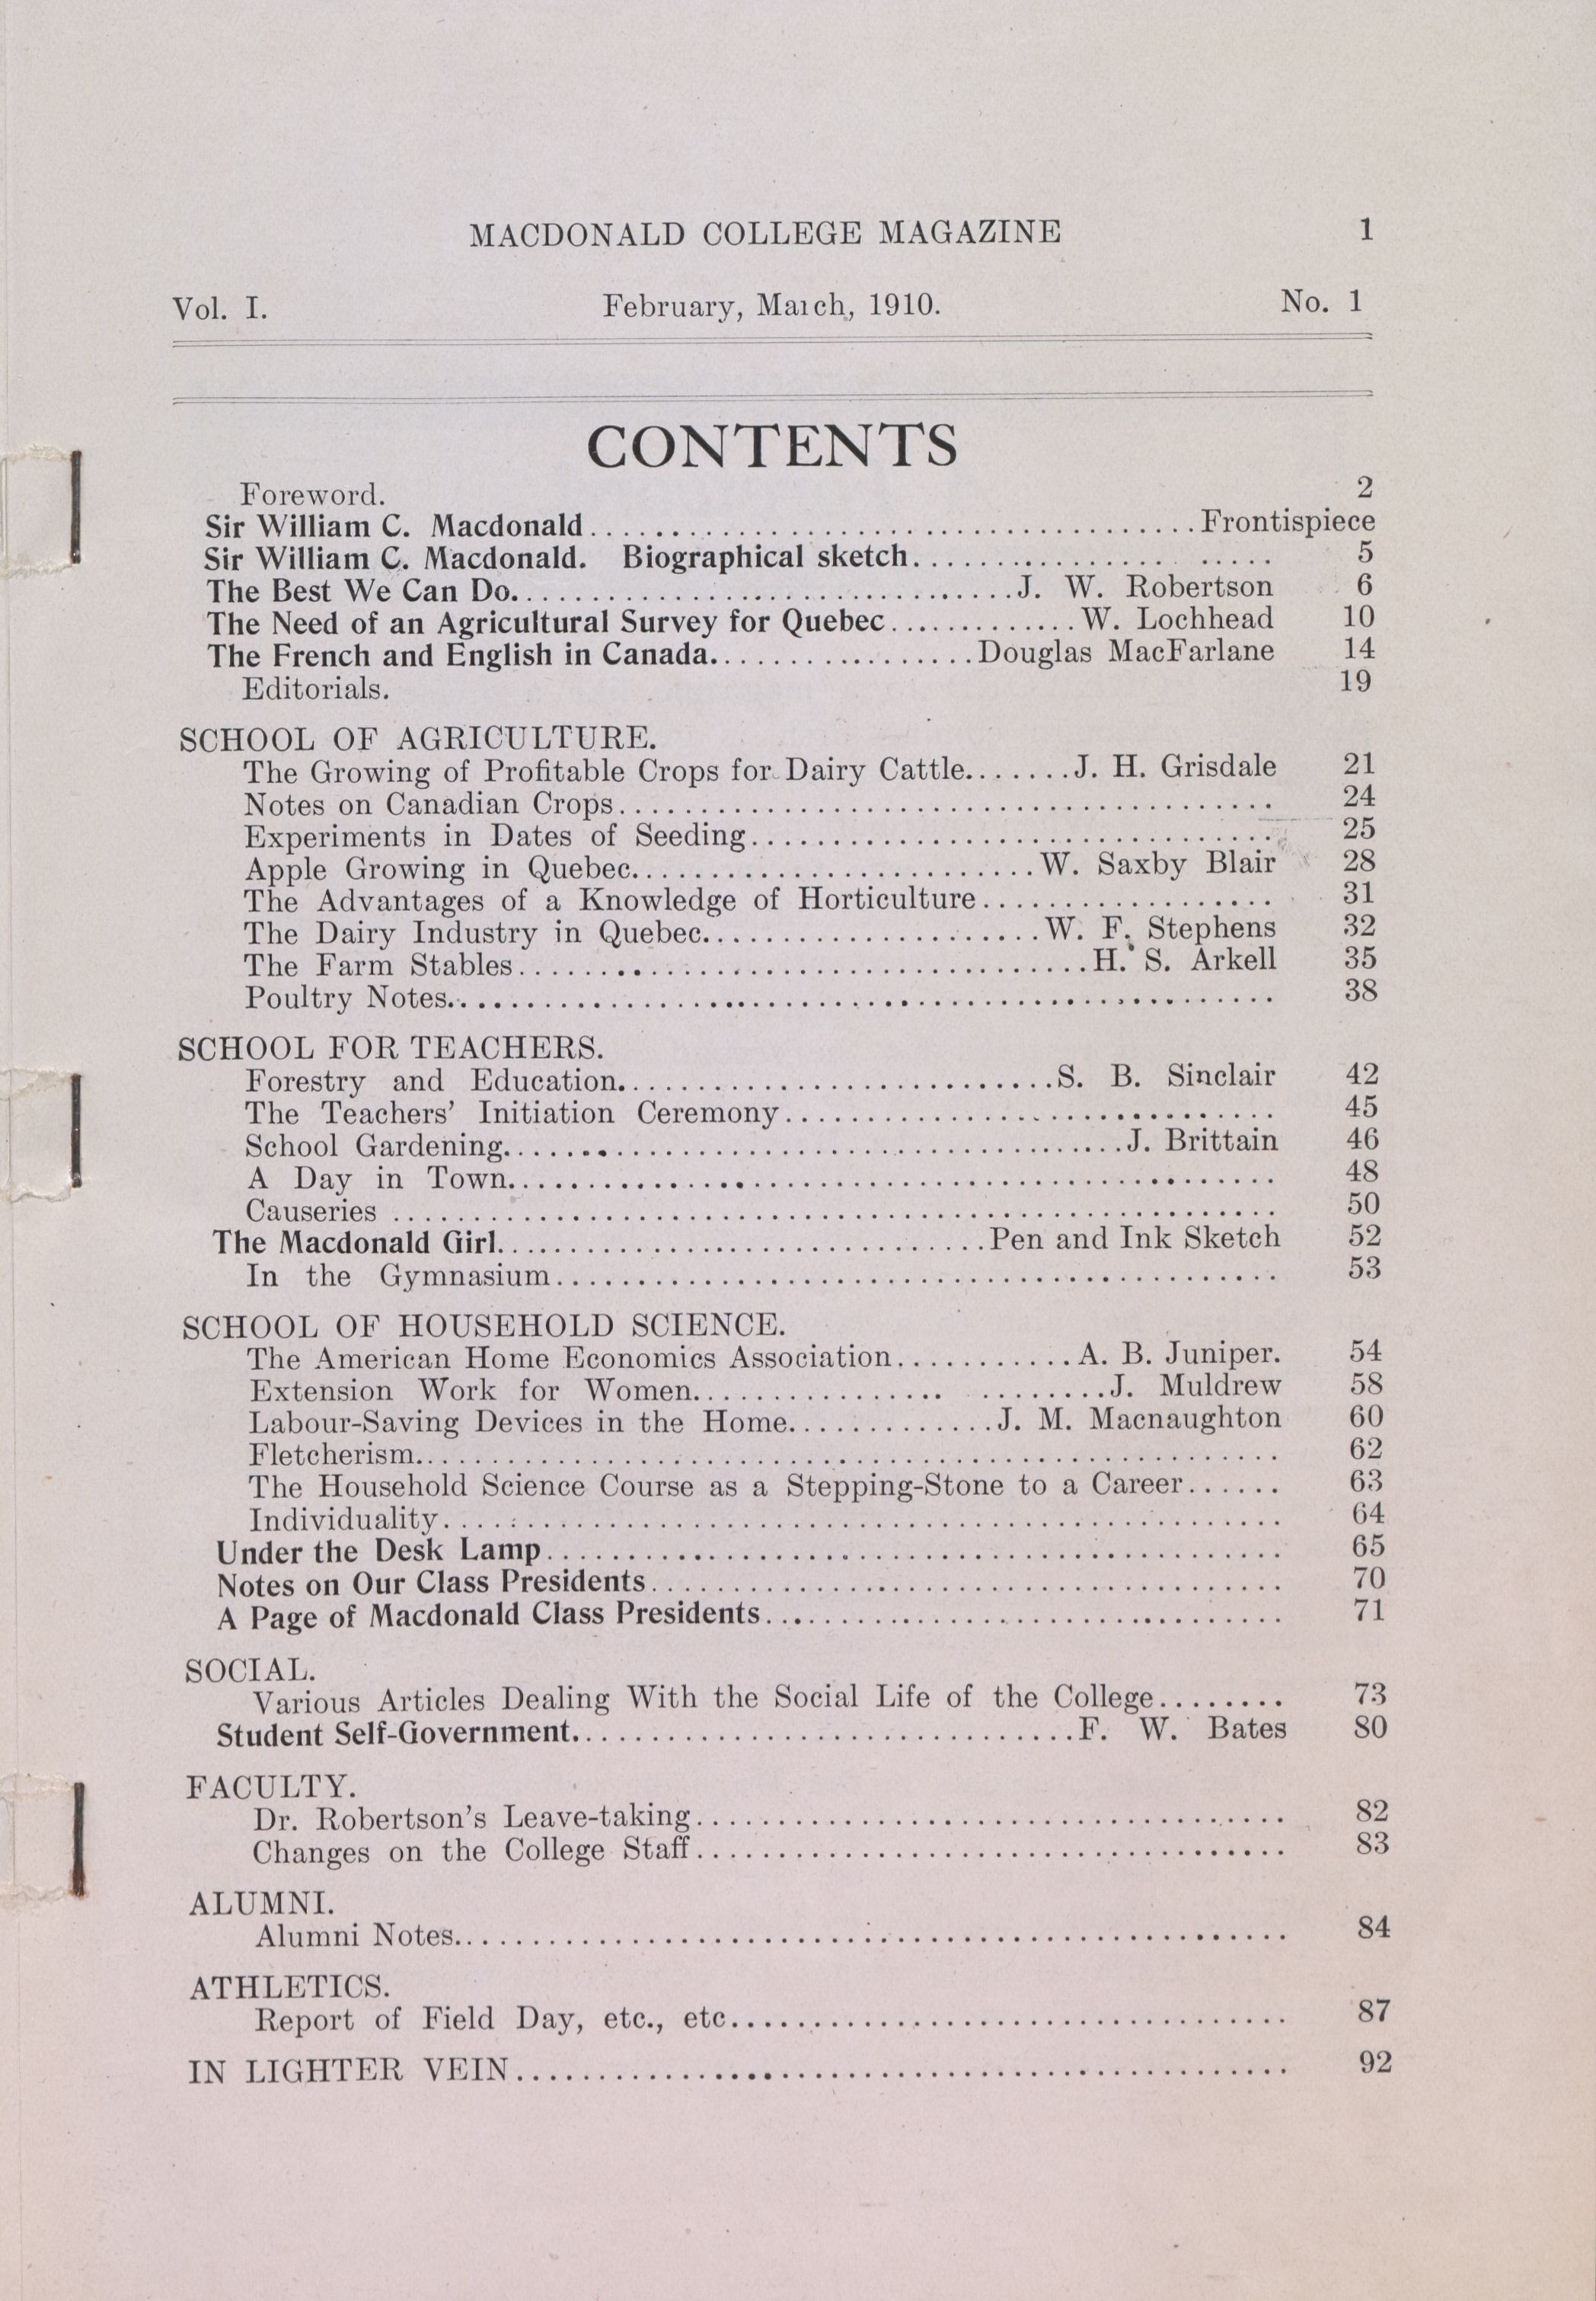 MACDONALD COLLEGE MAGAZINE 1
Vol. I. February, March, 1910. No. 1
CONTENTS
Foreword. 2
Sir William C. Macdonald.......................................Frontispiece
Sir William C. Macdonald. Biographical sketch....................... 5
The Best We Can Do.................................J. W. Robertson 6
The Need of an Agricultural Survey for Quebec.............W. Lochhead 10
The French and English in Canada..................Douglas MacFarlane 14
Editorials. 19
SCHOOL OF AGRICULTURE.
The Growing of Profitable Crops for Dairy Cattle.......J. H. Grisdale 21
Notes on Canadian Crops.......................................... 24
Experiments in Dates of Seeding.................................. 25
Apple Growing in Quebec..........................W. Saxby Blair 28
The Advantages of a Knowledge of Horticulture................... 31
The Dairy Industry in Quebec......................W. F. Stephens 32
The Farm Stables.....................................H. S. Arkell 35
Poultry Notes.................................................... 38
SCHOOL FOR TEACHERS.
Forestry and Education............................S. B. Sinclair 42
The Teachers' Initiation Ceremony................................ 45
School Gardening........................................J. Brittain 46
A Day in Town.................................................. 48
Causeries ......................................................... 50
The Macdonald Girl................................Pen and Ink Sketch 52
In the Gymnasium............................................... 53
SCHOOL OF HOUSEHOLD SCIENCE.
The American Home Economics Association...........A. B. Juniper. 54
Extension Work for Women................ .........J. Muldrew 58
Labour-Saving Devices in the Home.............J. M. Macnaughton 60
Fletcherism....................................................... 62
The Household Science Course as a Stepping-Stone to a Career...... 63
Individuality...................................................... 64
Under the Desk Lamp............................................... 65
Notes on Our Class Presidents........................................ 70
A Page of Macdonald Class Presidents.................................. 71
SOCIAL.
Various Articles Dealing With the Social Life of the College........ 73
Student Self-Government.................................F. W. Bates 80
FACULTY.
Dr. Robertson's Leave-taking...................................... 82
Changes on the College Staff...................................... 83
ALUMNI.
Alumni Notes..................................................... 84
ATHLETICS.
Report of Field Day, etc., etc.................................... 87
IN LIGHTER VEIN.................................................. 92